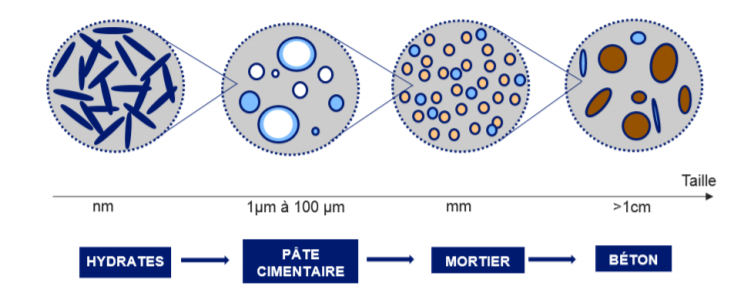 Taille
nm
1µm à 100 µm
mm
>1cm
HYDRATES
PÂTE
CIMENTAIRE
MORTIER
BÉTON